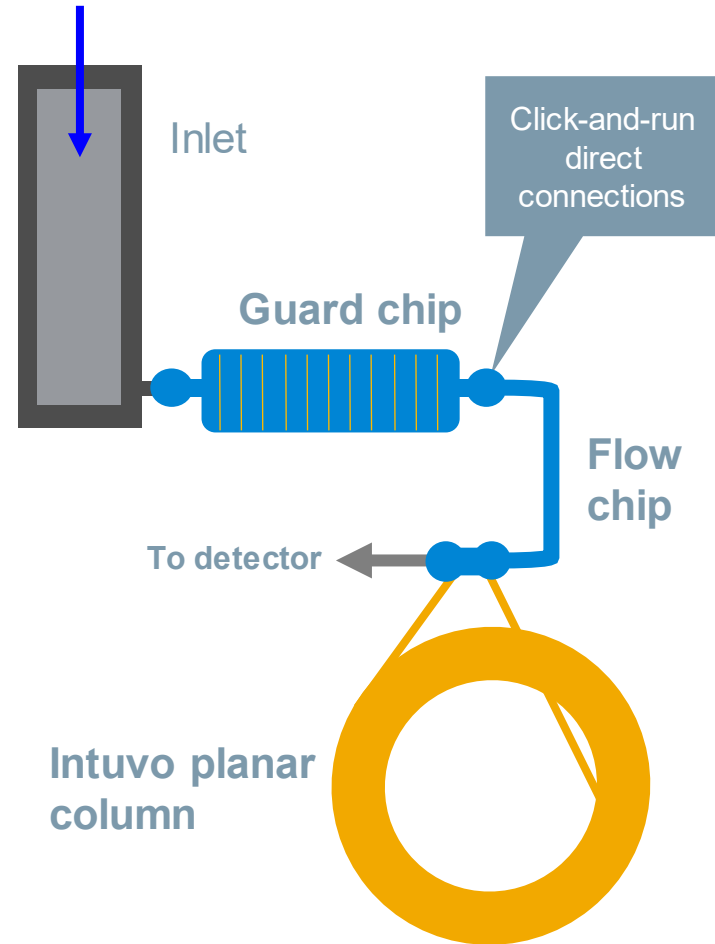 Inlet
Click-and-run
direct
connections
Guard chip
Flow
chip
To detector
Intuvo planar
column